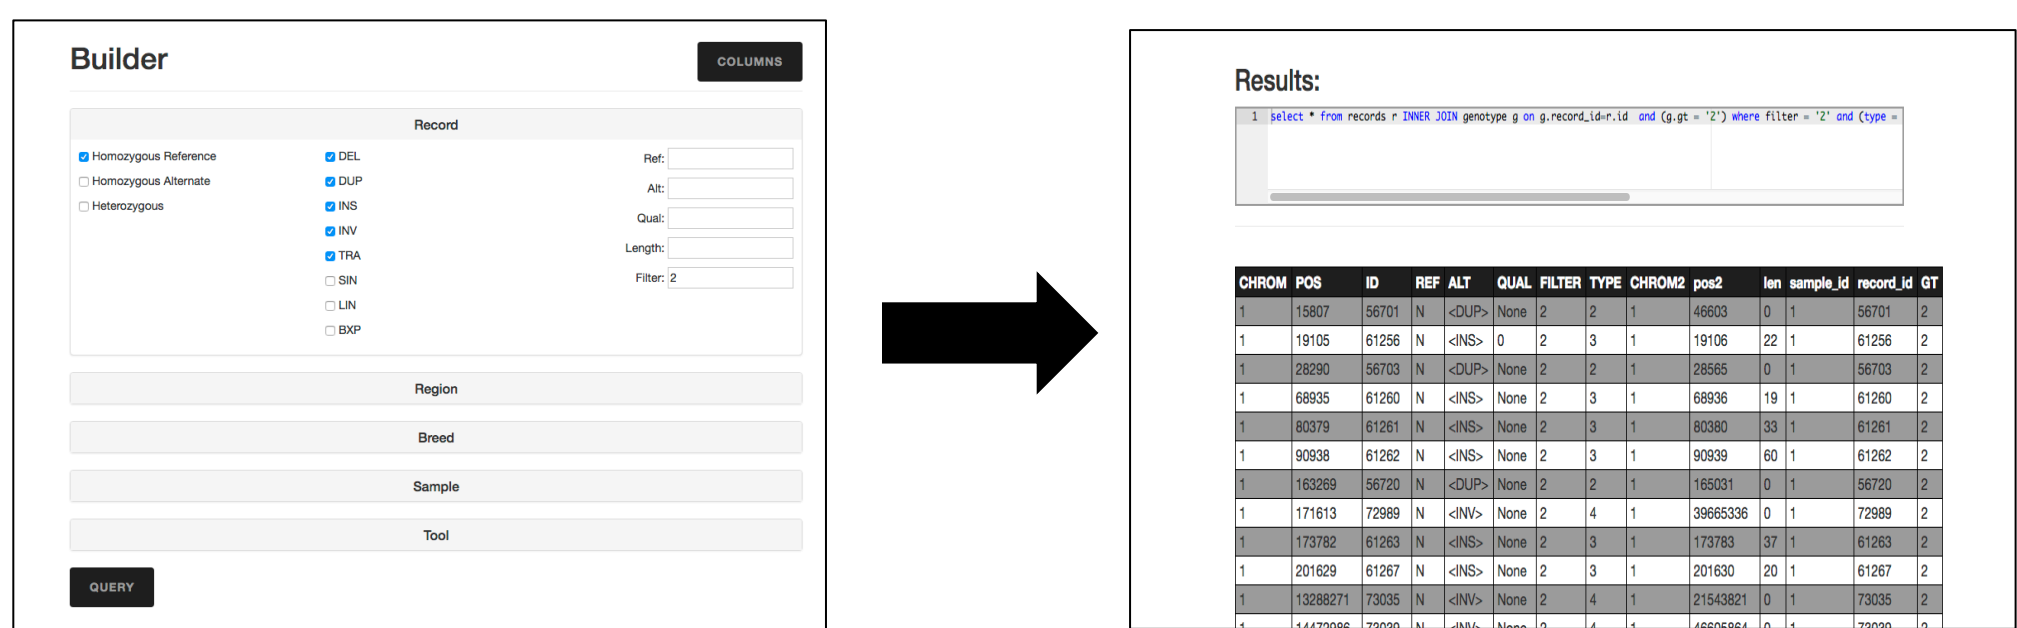 Builder
COLUMNS
Record
Homozygous Reference
Homozygous Alternate
Heterozygous
DEL
DUP
INS
INV
TRA
SIN
LIN
BXP
Ref:
Alt:
Qual:
Length:
Filter: 2
Region
Breed
Sample
Tool
QUERY
Results:
1 select * from records r INNER JOIN genotype g on g.record_id=r.id and (g.gt = '2') where filter = '2' and (type =
CHROM POS ID REF ALT QUAL FILTER TYPE CHROM2 pos2 len sample_id record_id GT
1 15807 56701 N <DUP> None 2 2 1 46603 0 1 56701 2
1 19105 61256 N <INS> 0 2 3 1 19106 22 1 61256 2
1 28290 56703 N <DUP> None 2 2 1 28565 0 1 56703 2
1 68935 61260 N <INS> None 2 3 1 68936 19 1 61260 2
1 80379 61261 N <INS> None 2 3 1 80380 33 1 61261 2
1 90938 61262 N <INS> None 2 3 1 90939 60 1 61262 2
1 163269 56720 N <DUP> None 2 2 1 165031 0 1 56720 2
1 171613 72989 N <INV> None 2 4 1 39665336 0 1 72989 2
1 173782 61263 N <INS> None 2 3 1 173783 37 1 61263 2
1 201629 61267 N <INS> None 2 3 1 201630 20 1 61267 2
1 13288271 73035 N <INV> None 2 4 1 21543821 0 1 73035 2
1 N <INV> None 2 4 1 0 1 2